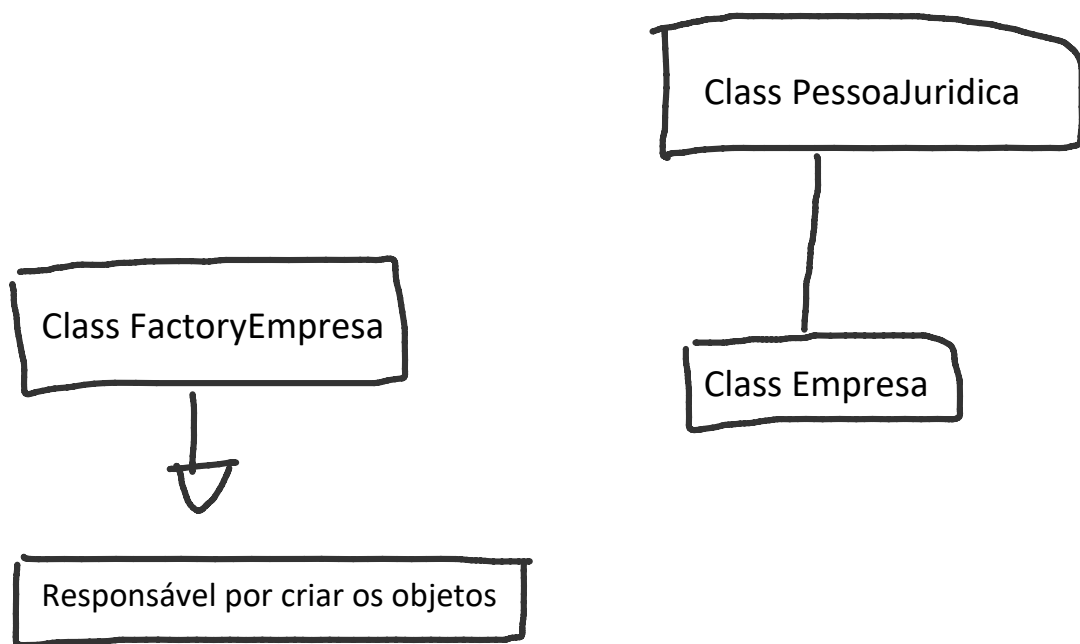 Class PessoaJuridica
Class FactoryEmpresa
Class Empresa
Responsável por criar os objetos